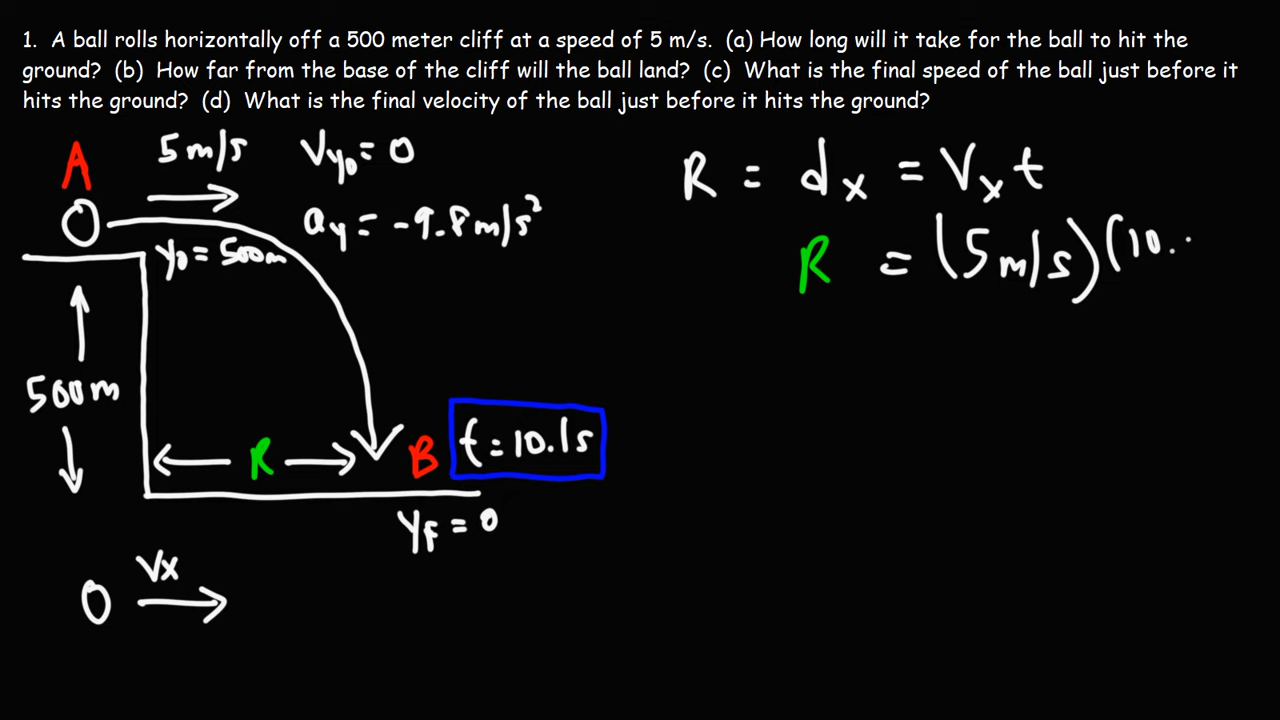 1. A ball rolls horizontally off a 500 meter cliff at a speed of 5 m/s. (a) How long will it take for the ball to hit the
ground? (b) How far from the base of the cliff will the ball land? (c) What is the final speed of the ball just before it
hits the ground? (d) What is the final velocity of the ball just before it hits the ground?
A
5 m/s
Vy₀ = 0
ay = -9.8 m/s²
y₀ = 500m
500m
R
B
t = 10.1s
yF = 0
Vx
R = dx = Vx t
R = (5 m/s)(10.